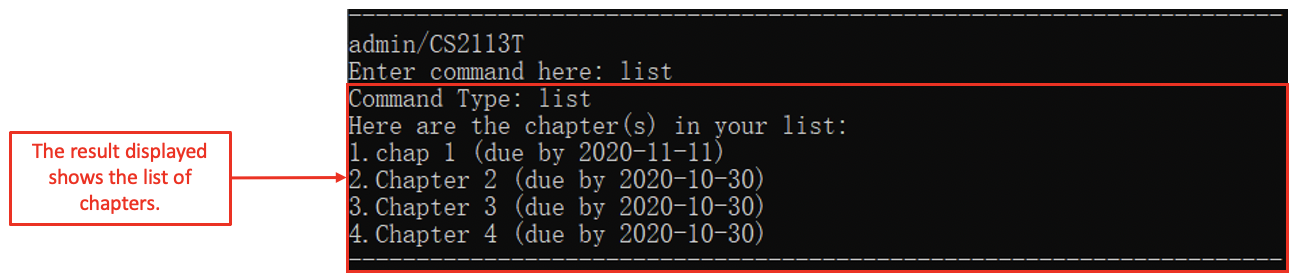 admin/CS2113T
Enter command here: list
Command Type: list
Here are the chapter(s) in your list:
1.chap 1 (due by 2020-11-11)
2.Chapter 2 (due by 2020-10-30)
3.Chapter 3 (due by 2020-10-30)
4.Chapter 4 (due by 2020-10-30)
The result displayed
shows the list of
chapters.